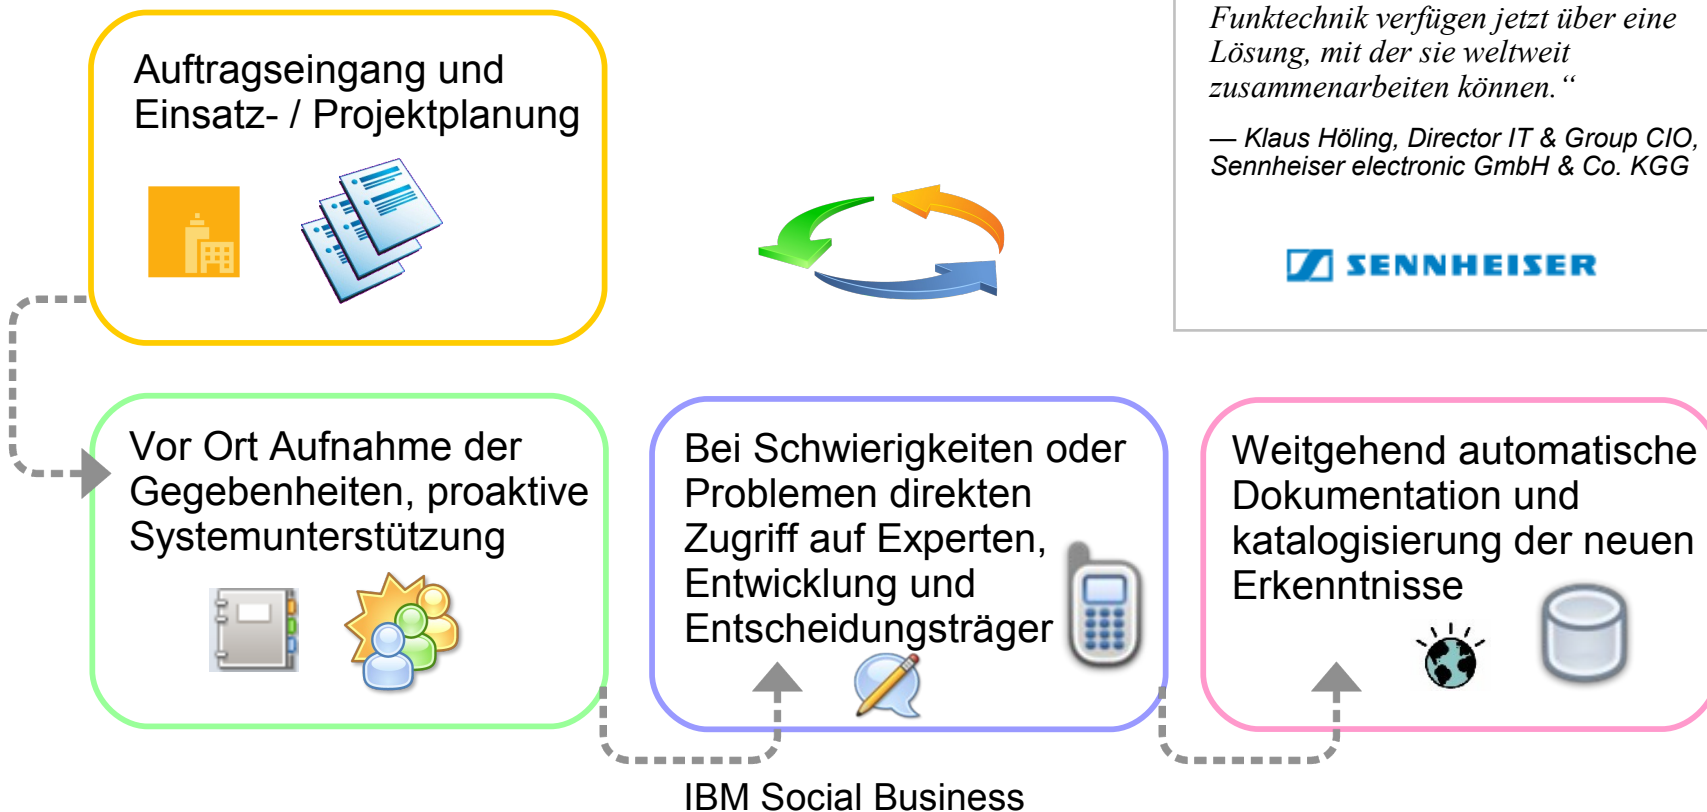 Auftragseingang und
Einsatz- / Projektplanung
Funktechnik verfügen jetzt über eine
Lösung, mit der sie weltweit
zusammenarbeiten können.“
— Klaus Höling, Director IT & Group CIO,
Sennheiser electronic GmbH & Co. KGG
SENNHEISER
Vor Ort Aufnahme der
Gegebenheiten, proaktive
Systemunterstützung
Bei Schwierigkeiten oder
Problemen direkten
Zugriff auf Experten,
Entwicklung und
Entscheidungsträger
Weitgehend automatische
Dokumentation und
katalogisierung der neuen
Erkenntnisse
IBM Social Business